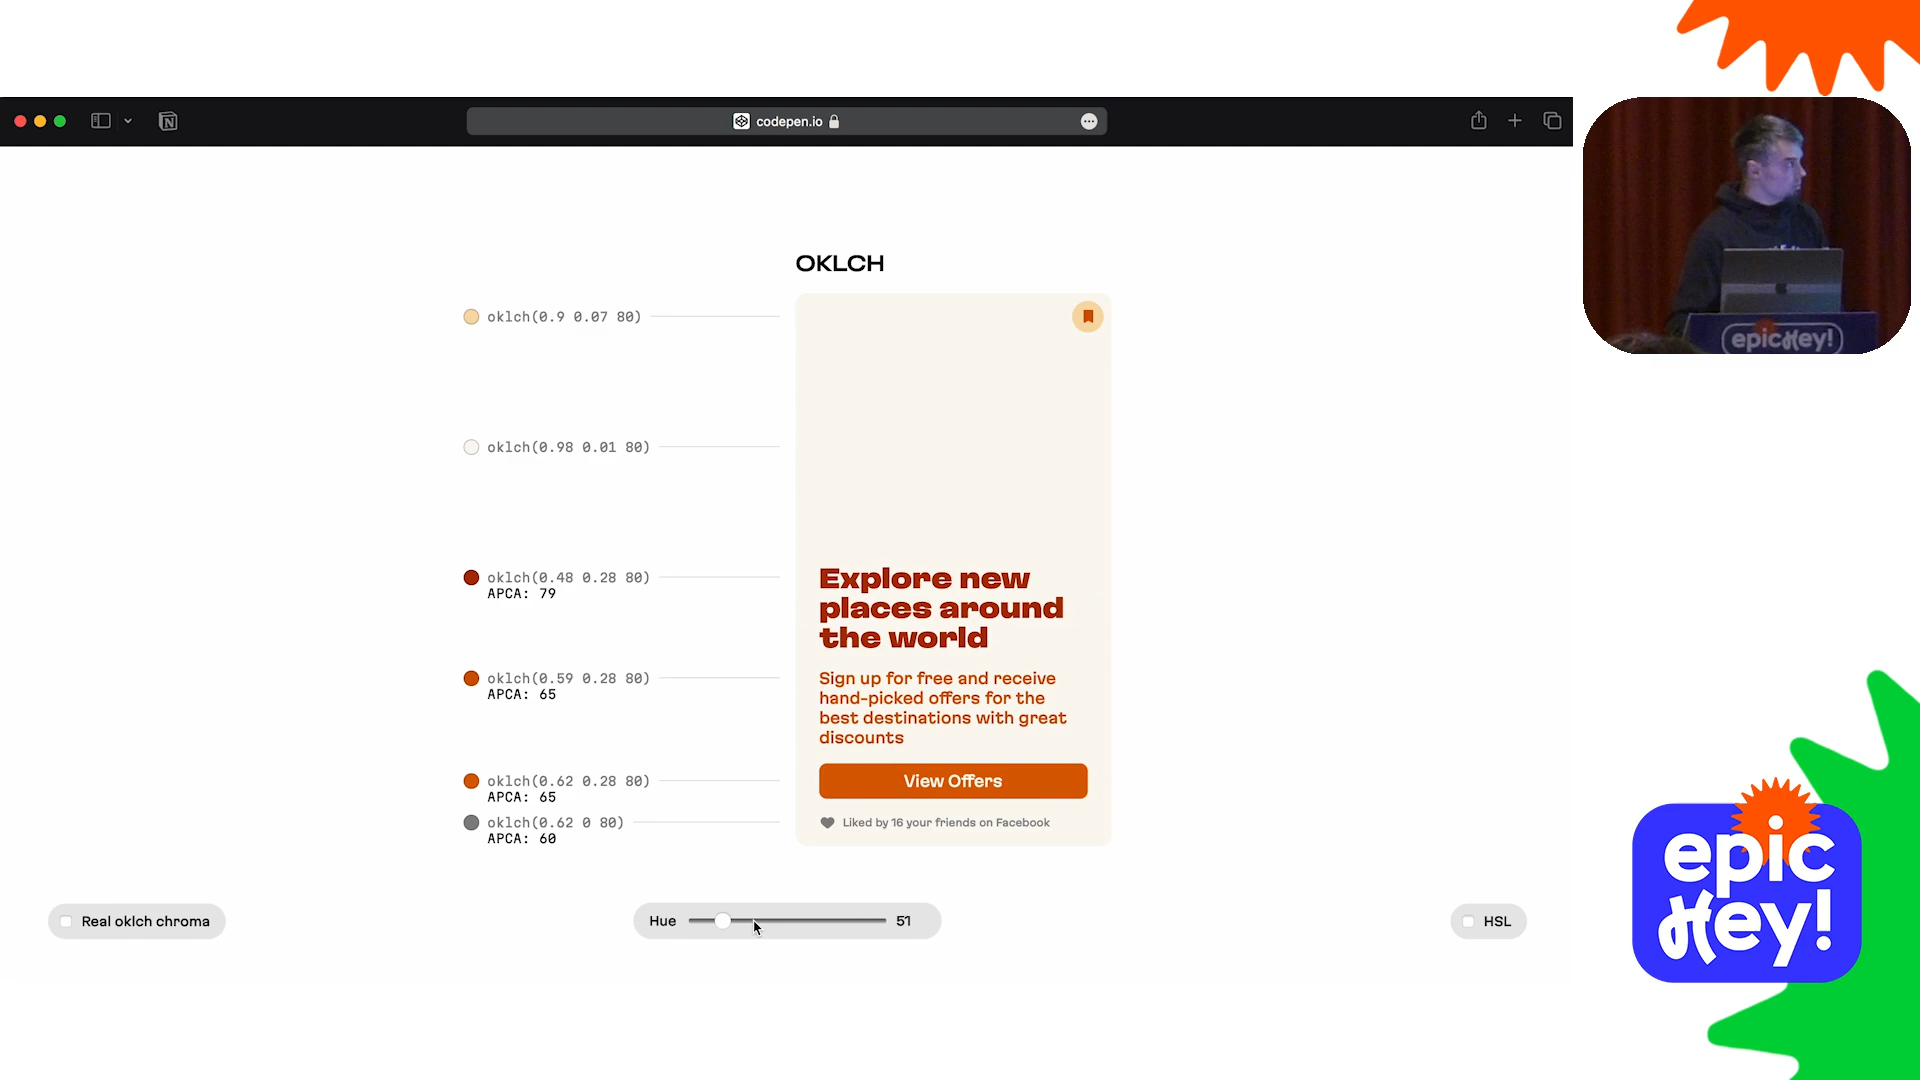 codepen.io
OKLCH
oklch(0.9 0.07 80)
oklch(0.98 0.01 80)
oklch(0.48 0.28 80)
APCA: 79
oklch(0.59 0.28 80)
APCA: 65
oklch(0.62 0.28 80)
APCA: 65
oklch(0.62 0 80)
APCA: 60
Explore new
places around
the world
Sign up for free and receive
hand-picked offers for the
best destinations with great
discounts
View Offers
Liked by 16 your friends on Facebook
Real oklch chroma
Hue
51
HSL
epicHey!
epic
Hey!